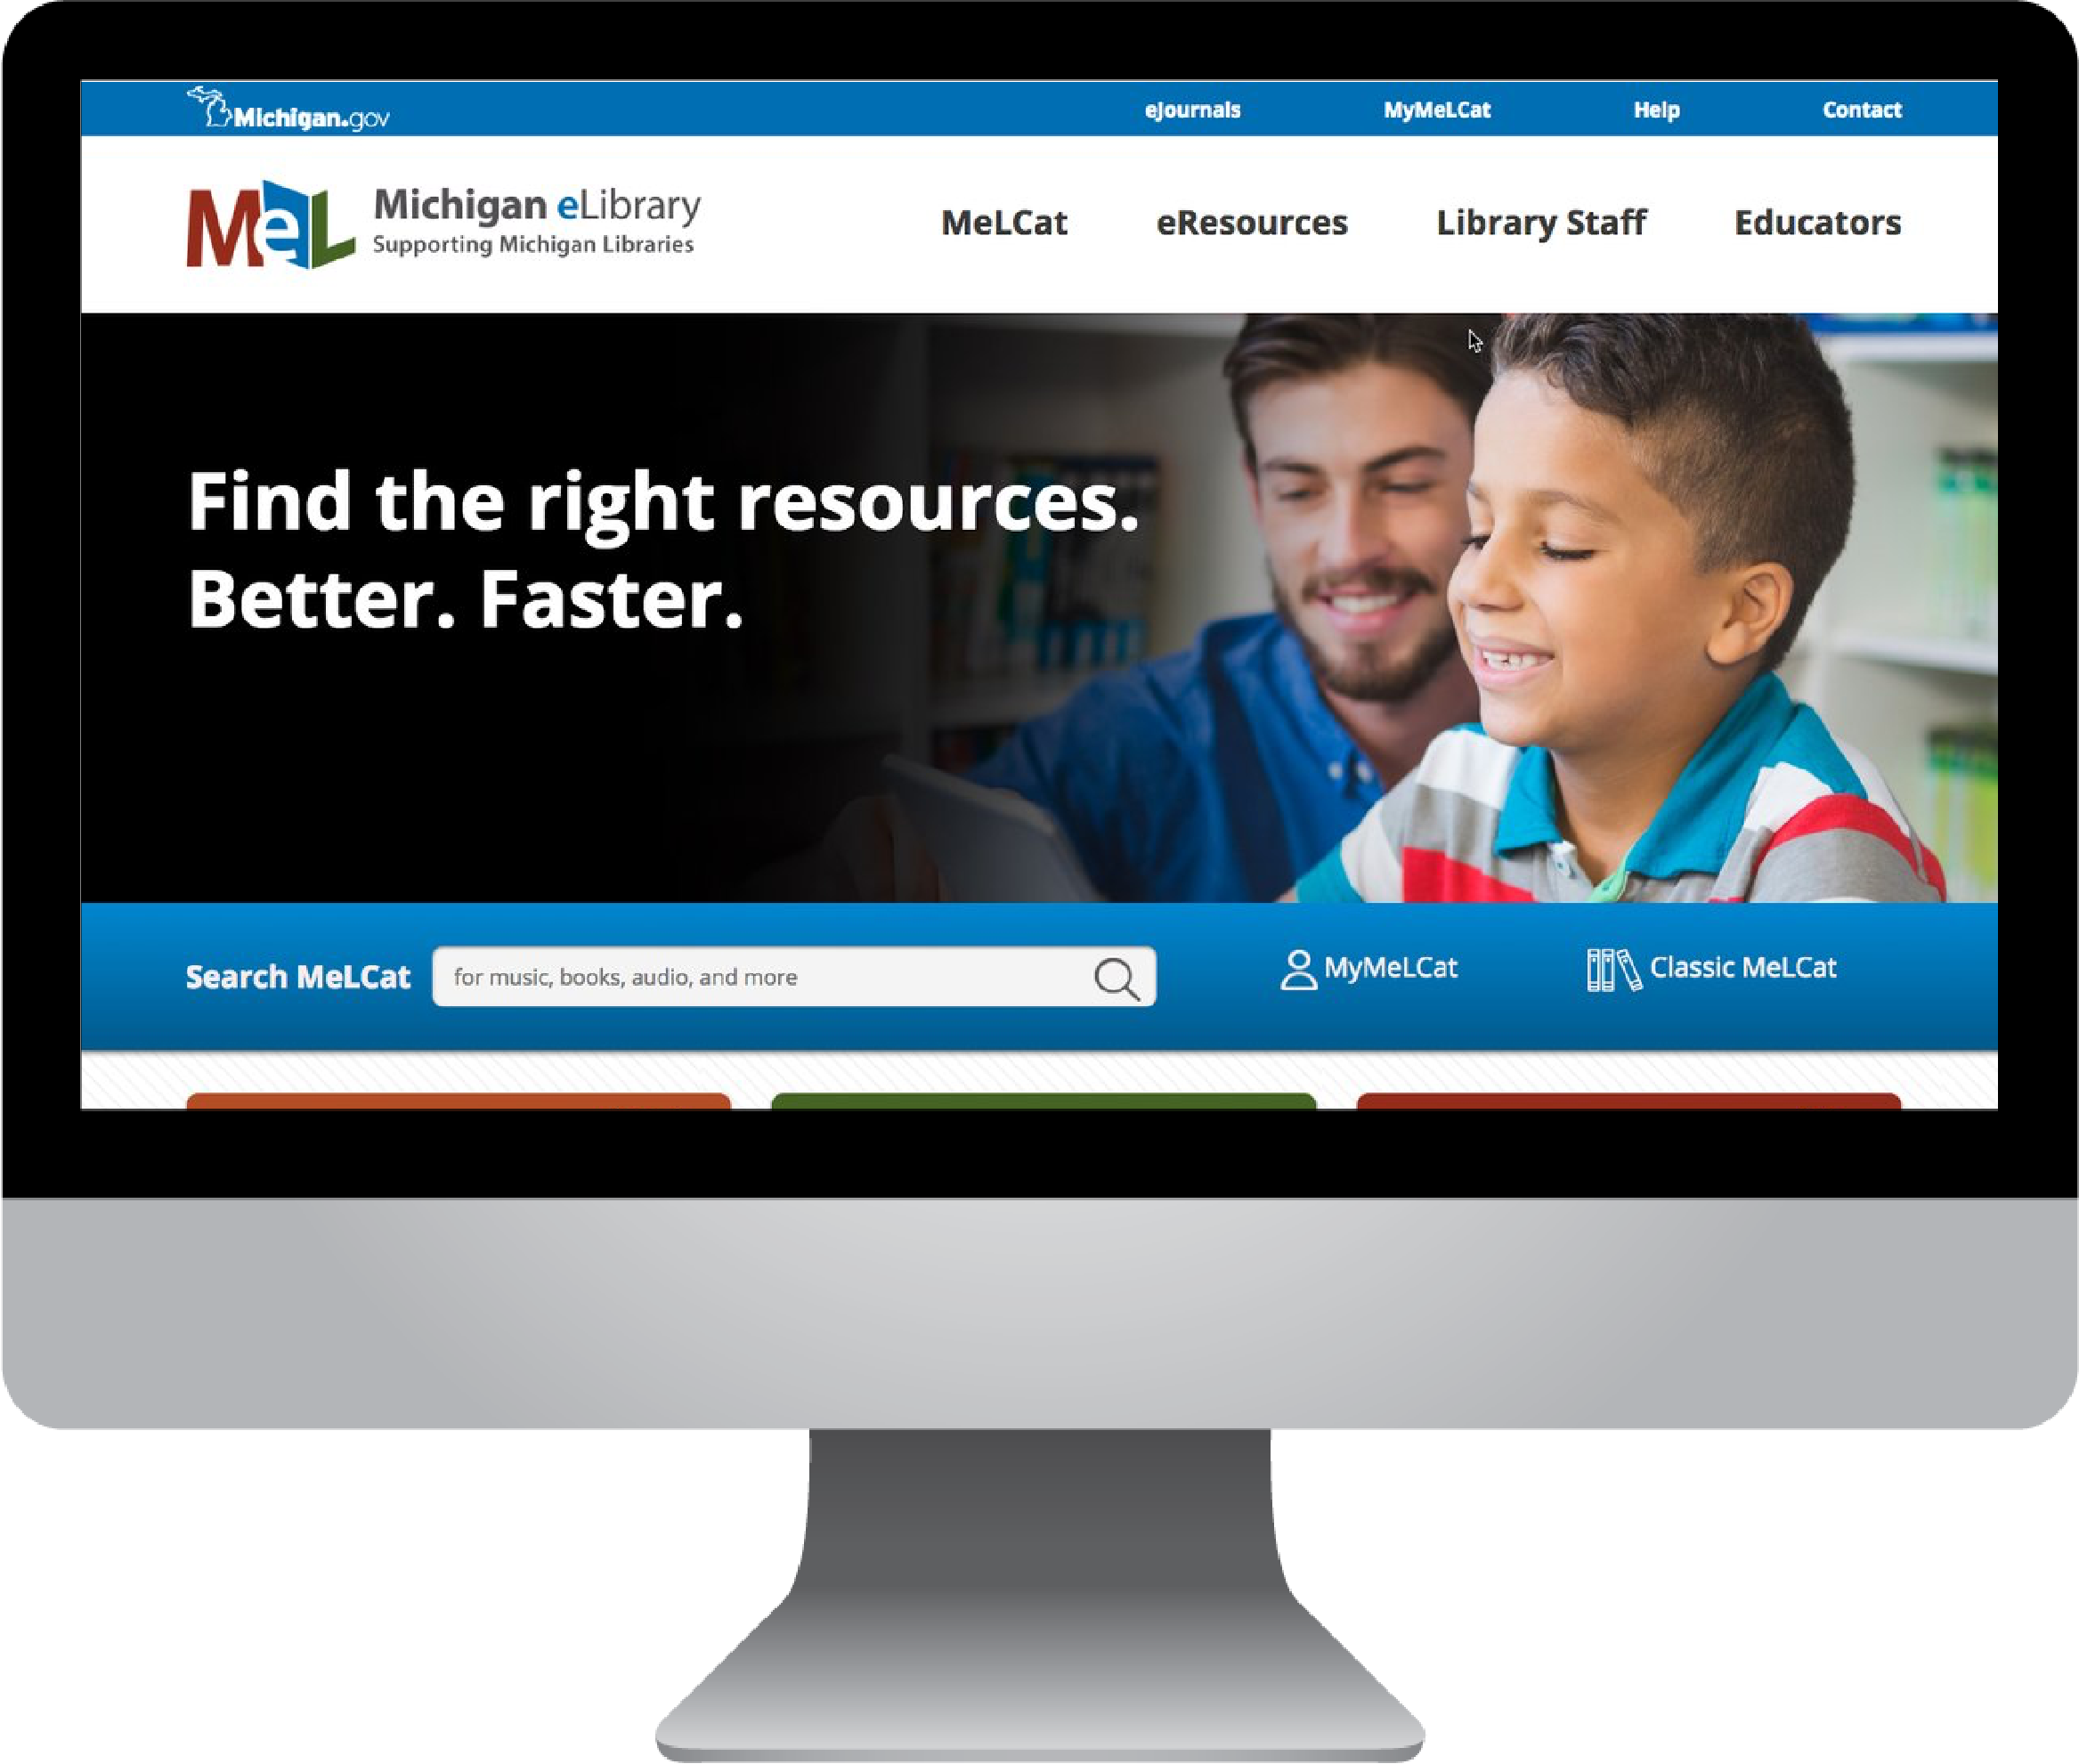 Michigan.gov
eJournals MyMeLCat Help Contact
MeL
Michigan eLibrary
Supporting Michigan Libraries
MeLCat eResources Library Staff Educators
Find the right resources.
Better. Faster.
Search MeLCat for music, books, audio, and more MyMeLCat Classic MeLCat